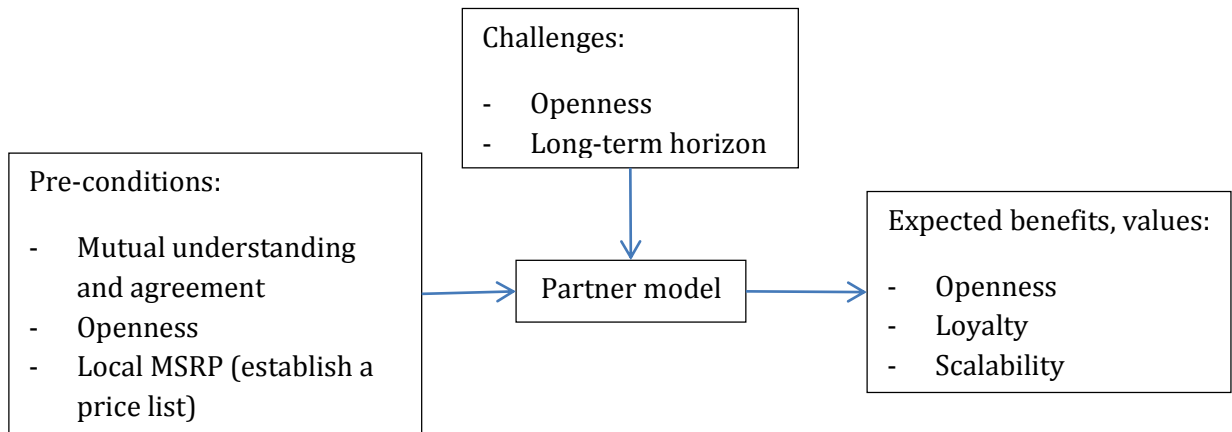 Challenges:
- Openness
- Long-term horizon
Pre-conditions:
- Mutual understanding
and agreement
- Openness
- Local MSRP (establish a
price list)
Partner model
Expected benefits, values:
- Openness
- Loyalty
- Scalability